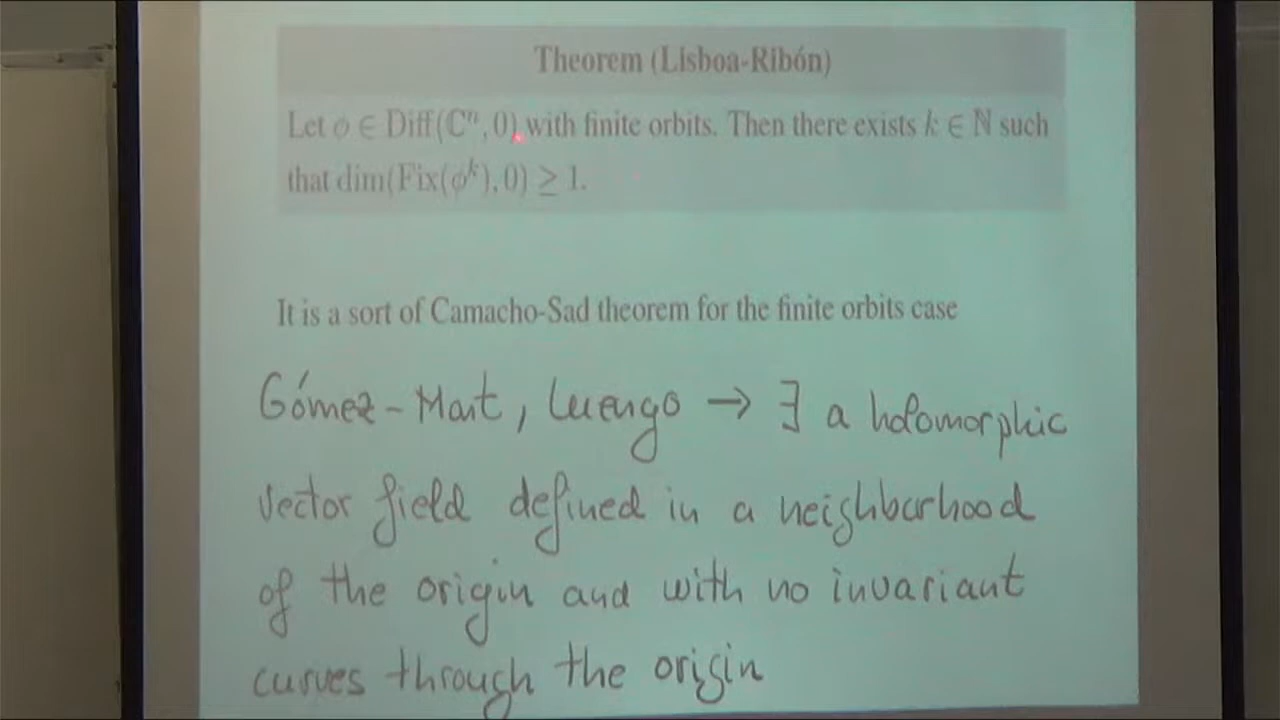 Theorem (Lisboa-Ribón)
Let φ ∈ Diff(ℂⁿ, 0) with finite orbits. Then there exists k ∈ ℕ such
that dim(Fix(φᵏ), 0) ≥ 1.
It is a sort of Camacho-Sad theorem for the finite orbits case
Gómez-Mont, Luengo → ∃ a holomorphic
vector field defined in a neighborhood
of the origin and with no invariant
curves through the origin